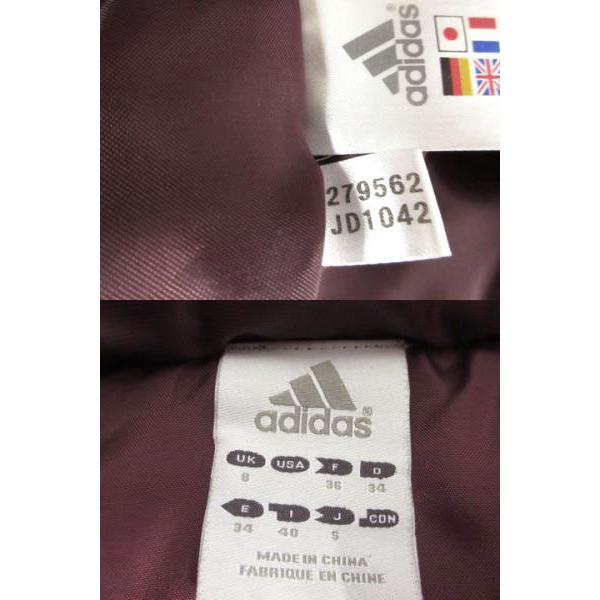 adidas
279562
JD1042
adidas®
UK USA F D
8 36 34
E I J CDN
34 40 S
MADE IN CHINA
FABRIQUE EN CHINE